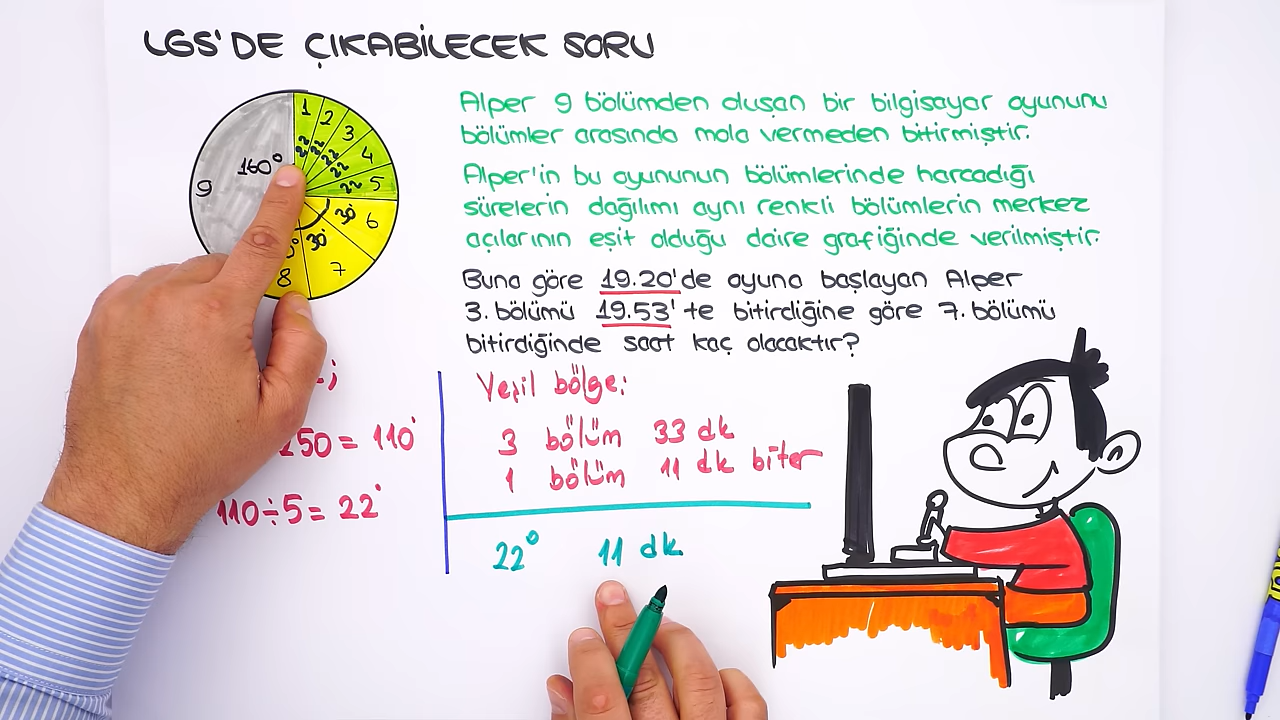 LGS'DE ÇIKABİLECEK SORU
1
2
3
4
5
6
7
8
9
22
22
22
22
22
160°
30°
30°
Alper 9 bölümden oluşan bir bilgisayar oyununu
bölümler arasında mola vermeden bitirmiştir.
Alper'in bu oyununun bölümlerinde harcadığı
sürelerin dağılımı aynı renkli bölümlerin merkez
açılarının eşit olduğu daire grafiğinde verilmiştir.
Buna göre 19.20'de oyuna başlayan Alper
3. bölümü 19.53'te bitirdiğine göre 7. bölümü
bitirdiğinde saat kaç olacaktır?
250 = 110°
110÷5 = 22°
Yeşil bölge:
3 bölüm 33 dk
1 bölüm 11 dk biter
22° 11 dk